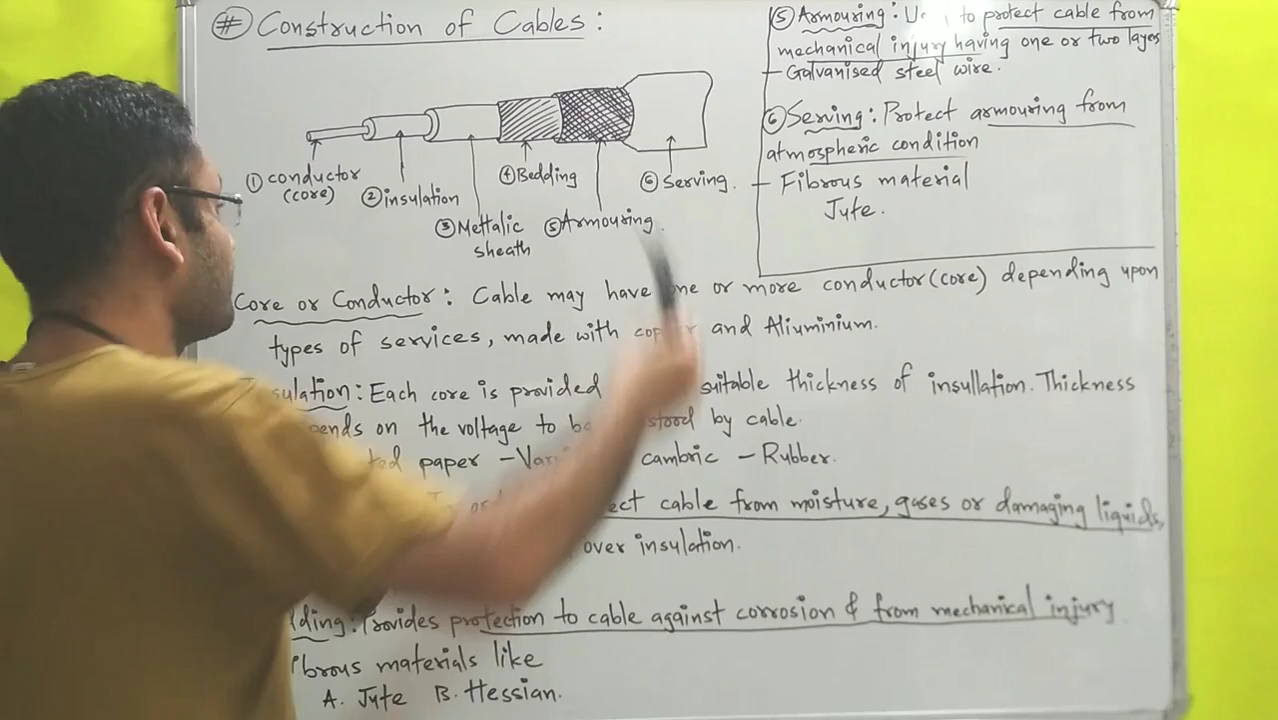 # Construction of Cables :
① conductor
(core)
② insulation
③ Mettalic
sheath
④ Bedding
⑤ Armouring.
⑥ Serving.
⑤ Armouring : to protect cable from
mechanical injury having one or two layes
- Galvanised steel wire.
⑥ Serving : Protect armouring from
atmospheric condition
- Fibrous material
Jute.
Core or Conductor : Cable may have or more conductor (core) depending upon
types of services, made with and Aliuminium.
: Each core is provided suitable thickness of insullation. Thickness
on the voltage to by cable.
paper - cambric - Rubber.
cable from moisture, gases or damaging liquids,
over insulation.
: Provides protection to cable against corrosion & from mechanical injury
materials like
A. Jute B. Hessian.